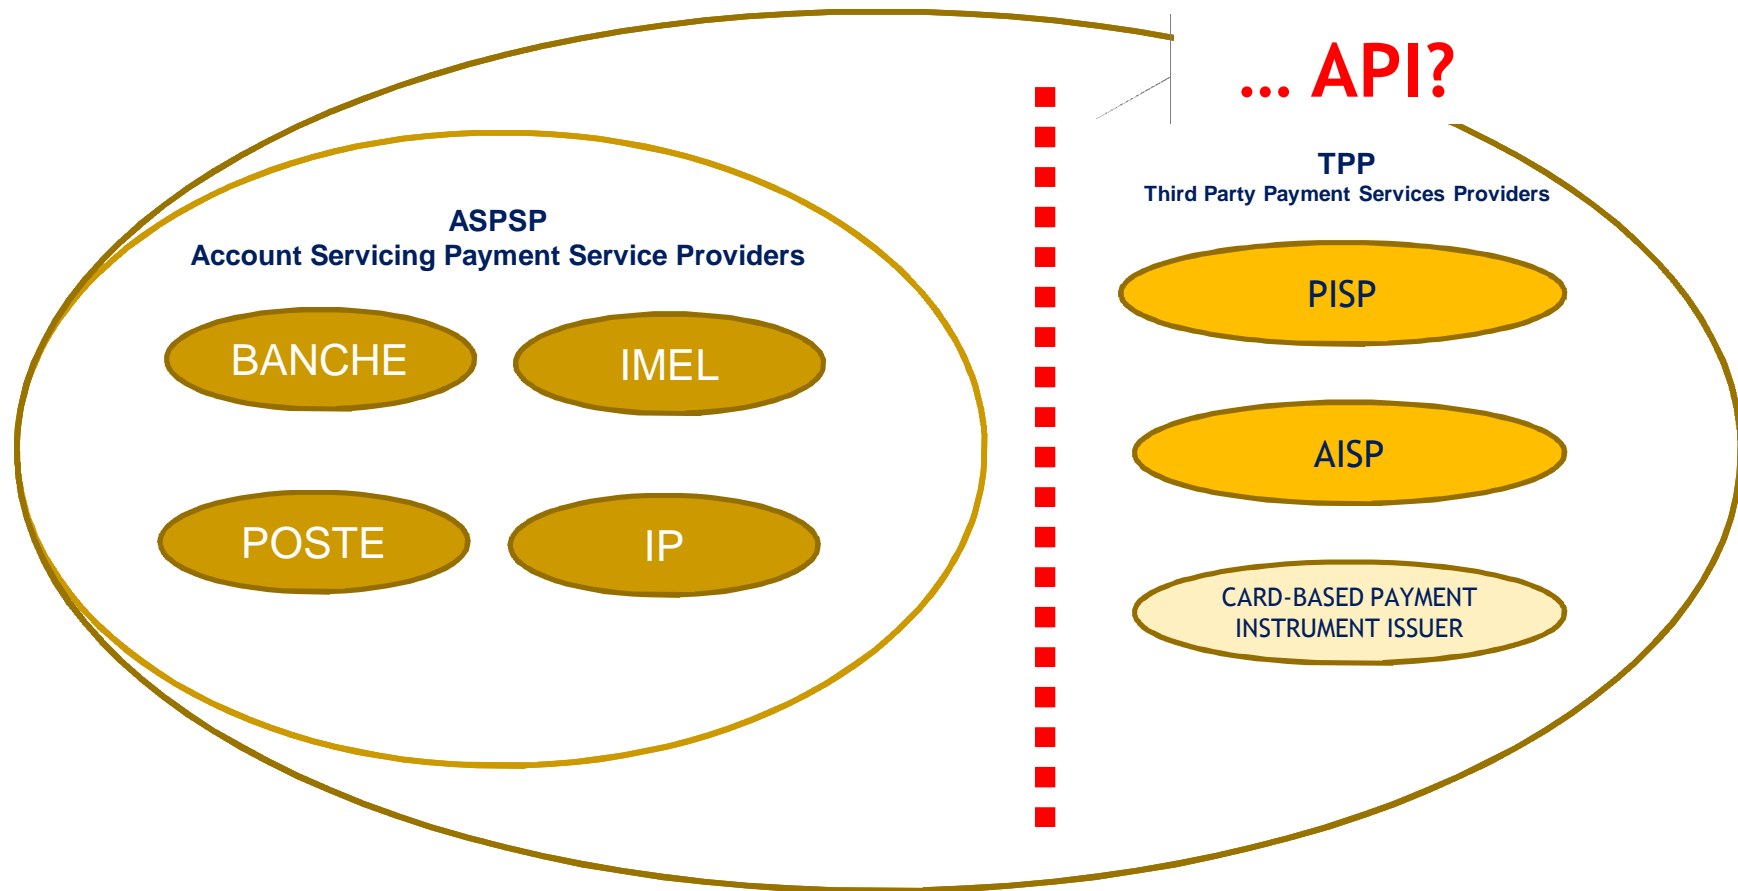 ... API?
TPP
Third Party Payment Services Providers
ASPSP
Account Servicing Payment Service Providers
PISP
BANCHE
IMEL
AISP
POSTE
IP
CARD-BASED PAYMENT
INSTRUMENT ISSUER